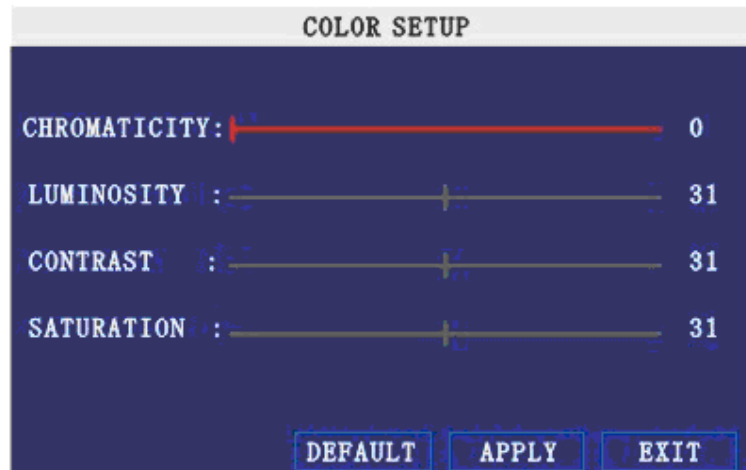 COLOR SETUP
CHROMATICITY: 0
LUMINOSITY : 31
CONTRAST : 31
SATURATION : 31
DEFAULT APPLY EXIT